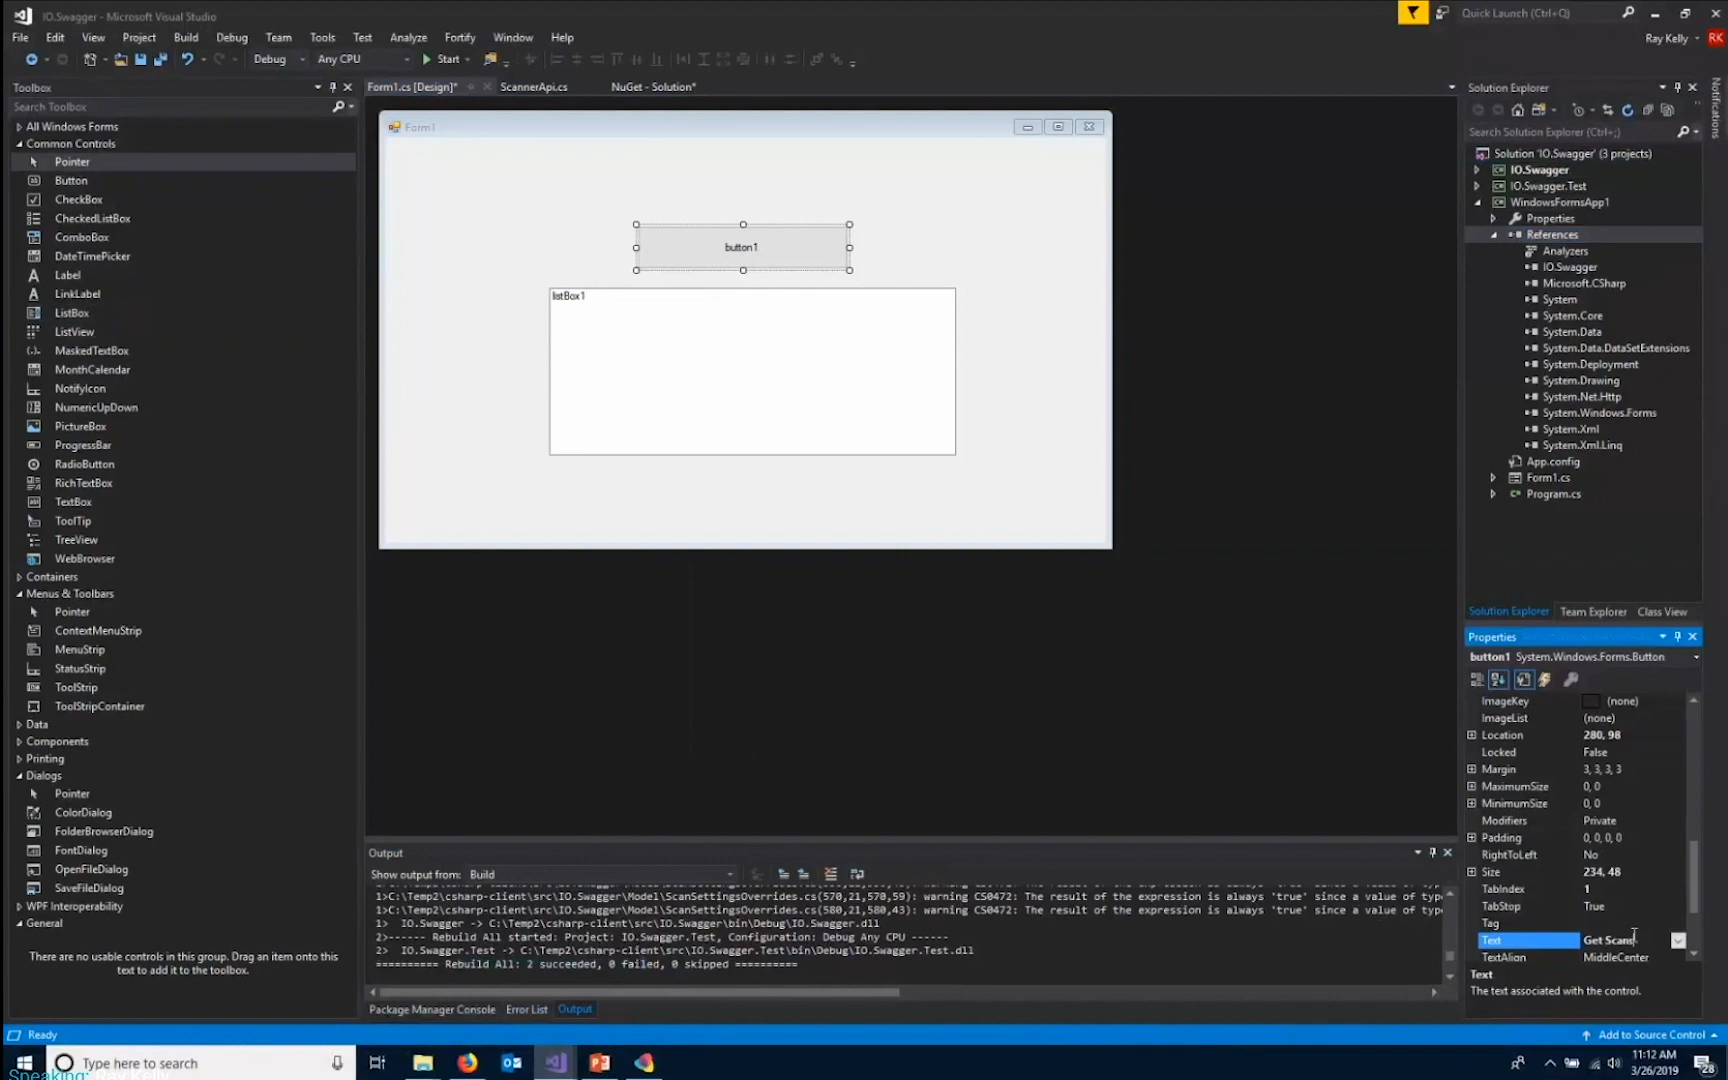 IO.Swagger - Microsoft Visual Studio
Quick Launch (Ctrl+Q)
File Edit View Project Build Debug Team Tools Test Analyze Fortify Window Help
Ray Kelly RK
Debug Any CPU Start
Toolbox
Search Toolbox
All Windows Forms
Common Controls
Pointer
Button
CheckBox
CheckedListBox
ComboBox
DateTimePicker
Label
LinkLabel
ListBox
ListView
MaskedTextBox
MonthCalendar
NotifyIcon
NumericUpDown
PictureBox
ProgressBar
RadioButton
RichTextBox
TextBox
ToolTip
TreeView
WebBrowser
Containers
Menus & Toolbars
Pointer
ContextMenuStrip
MenuStrip
StatusStrip
ToolStrip
ToolStripContainer
Data
Components
Printing
Dialogs
Pointer
ColorDialog
FolderBrowserDialog
FontDialog
OpenFileDialog
SaveFileDialog
WPF Interoperability
General
There are no usable controls in this group. Drag an item onto this
text to add it to the toolbox.
Form1.cs [Design]* ScannerApi.cs NuGet - Solution*
Form1
button1
listBox1
Output
Show output from: Build
1>C:\Temp2\csharp-client\src\IO.Swagger\Model\ScanSettingsOverrides.cs(570,21,570,59): warning CS0472: The result of the expression is always 'true' since a value of typ
1>C:\Temp2\csharp-client\src\IO.Swagger\Model\ScanSettingsOverrides.cs(580,21,580,43): warning CS0472: The result of the expression is always 'true' since a value of typ
1> IO.Swagger -> C:\Temp2\csharp-client\src\IO.Swagger\bin\Debug\IO.Swagger.dll
2>------ Rebuild All started: Project: IO.Swagger.Test, Configuration: Debug Any CPU ------
2> IO.Swagger.Test -> C:\Temp2\csharp-client\src\IO.Swagger.Test\bin\Debug\IO.Swagger.Test.dll
========== Rebuild All: 2 succeeded, 0 failed, 0 skipped ==========
Package Manager Console Error List Output
Solution Explorer
Search Solution Explorer (Ctrl+;)
Solution 'IO.Swagger' (3 projects)
IO.Swagger
IO.Swagger.Test
WindowsFormsApp1
Properties
References
Analyzers
IO.Swagger
Microsoft.CSharp
System
System.Core
System.Data
System.Data.DataSetExtensions
System.Deployment
System.Drawing
System.Net.Http
System.Windows.Forms
System.Xml
System.Xml.Linq
App.config
Form1.cs
Program.cs
Solution Explorer Team Explorer Class View
Notifications
Properties
button1 System.Windows.Forms.Button
ImageKey (none)
ImageList (none)
Location 280, 98
Locked False
Margin 3, 3, 3, 3
MaximumSize 0, 0
MinimumSize 0, 0
Modifiers Private
Padding 0, 0, 0, 0
RightToLeft No
Size 234, 48
TabIndex 1
TabStop True
Tag
Text Get Scans
TextAlign MiddleCenter
Text
The text associated with the control.
Ready
Add to Source Control
Type here to search
11:12 AM
3/26/2019
28
Speaking: Ray Kelly